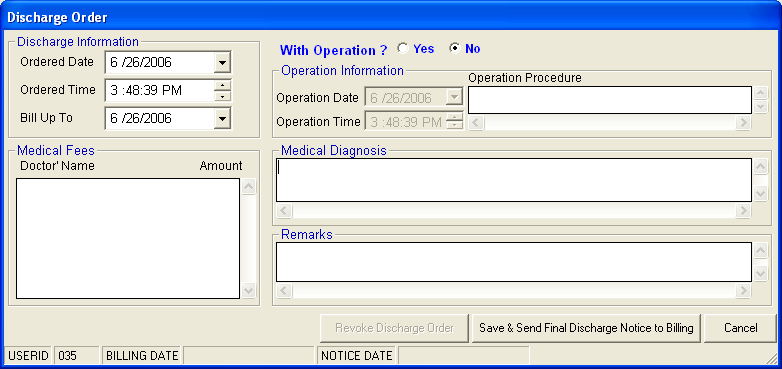 Discharge Order
Discharge Information
Ordered Date 6 /26/2006
Ordered Time 3 :48:39 PM
Bill Up To 6 /26/2006
With Operation ? Yes No
Operation Information
Operation Date 6 /26/2006
Operation Time 3 :48:39 PM
Operation Procedure
Medical Fees
Doctor' Name Amount
Medical Diagnosis
Remarks
Revoke Discharge Order Save & Send Final Discharge Notice to Billing Cancel
USERID 035 BILLING DATE NOTICE DATE